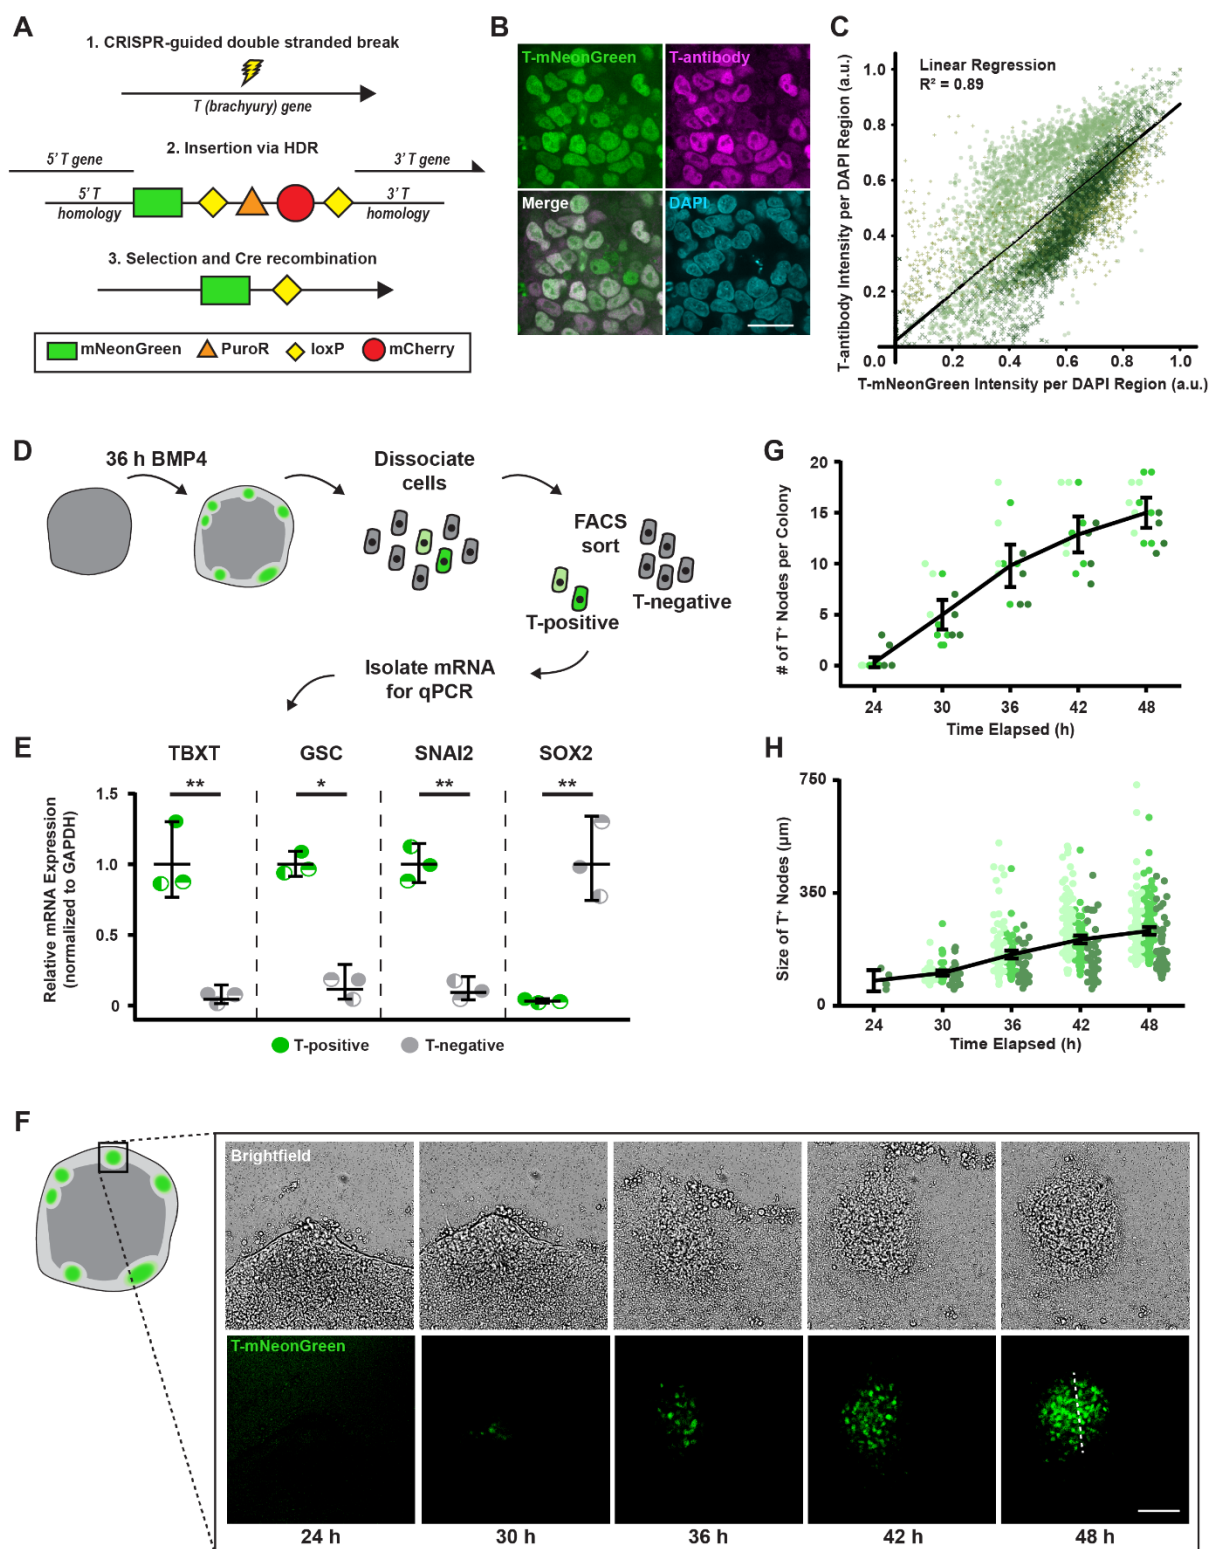 A
1. CRISPR-guided double stranded break
T (brachyury) gene
2. Insertion via HDR
5' T gene
3' T gene
5' T
homology
3' T
homology
3. Selection and Cre recombination
mNeonGreen
PuroR
loxP
mCherry
B
T-mNeonGreen
T-antibody
Merge
DAPI
C
Linear Regression
R² = 0.89
T-antibody Intensity per DAPI Region (a.u.)
1.0
0.8
0.6
0.4
0.2
0.0
0.2
0.4
0.6
0.8
1.0
T-mNeonGreen Intensity per DAPI Region (a.u.)
D
36 h BMP4
Dissociate
cells
FACS
sort
T-positive
T-negative
Isolate mRNA
for qPCR
E
TBXT
GSC
SNAI2
SOX2
**
*
**
**
Relative mRNA Expression
(normalized to GAPDH)
1.5
1.0
0.5
0
T-positive
T-negative
G
# of T⁺ Nodes per Colony
20
15
10
5
0
24
30
36
42
48
Time Elapsed (h)
H
Size of T⁺ Nodes (µm)
750
350
0
24
30
36
42
48
Time Elapsed (h)
F
Brightfield
T-mNeonGreen
24 h
30 h
36 h
42 h
48 h